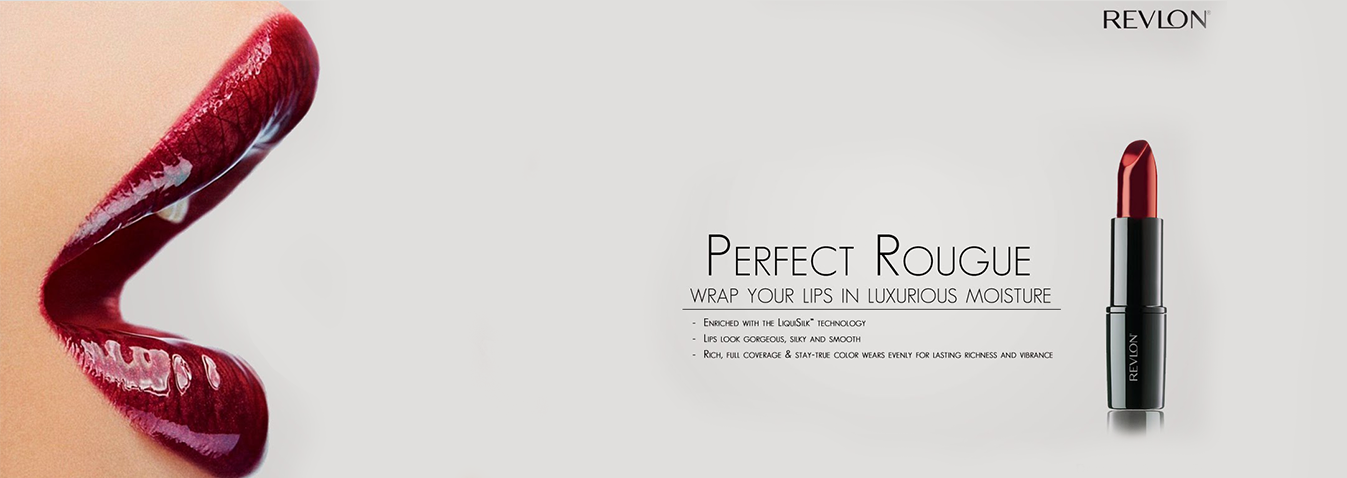 REVLON®
PERFECT ROUGUE
WRAP YOUR LIPS IN LUXURIOUS MOISTURE
- ENRICHED WITH THE LIQUISILK™ TECHNOLOGY
- LIPS LOOK GORGEOUS, SILKY AND SMOOTH
- RICH, FULL COVERAGE & STAY-TRUE COLOR WEARS EVENLY FOR LASTING RICHNESS AND VIBRANCE
REVLON